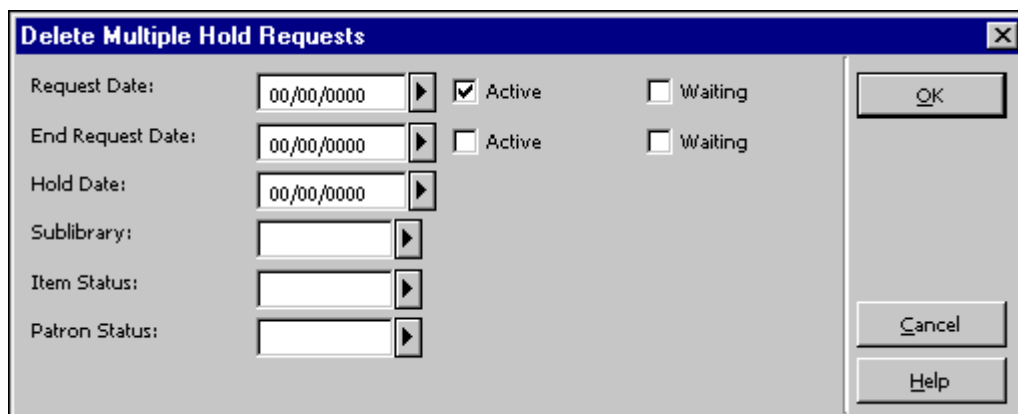 Delete Multiple Hold Requests
Request Date: 00/00/0000 Active Waiting OK
End Request Date: 00/00/0000 Active Waiting
Hold Date: 00/00/0000
Sublibrary:
Item Status:
Patron Status:
Cancel
Help